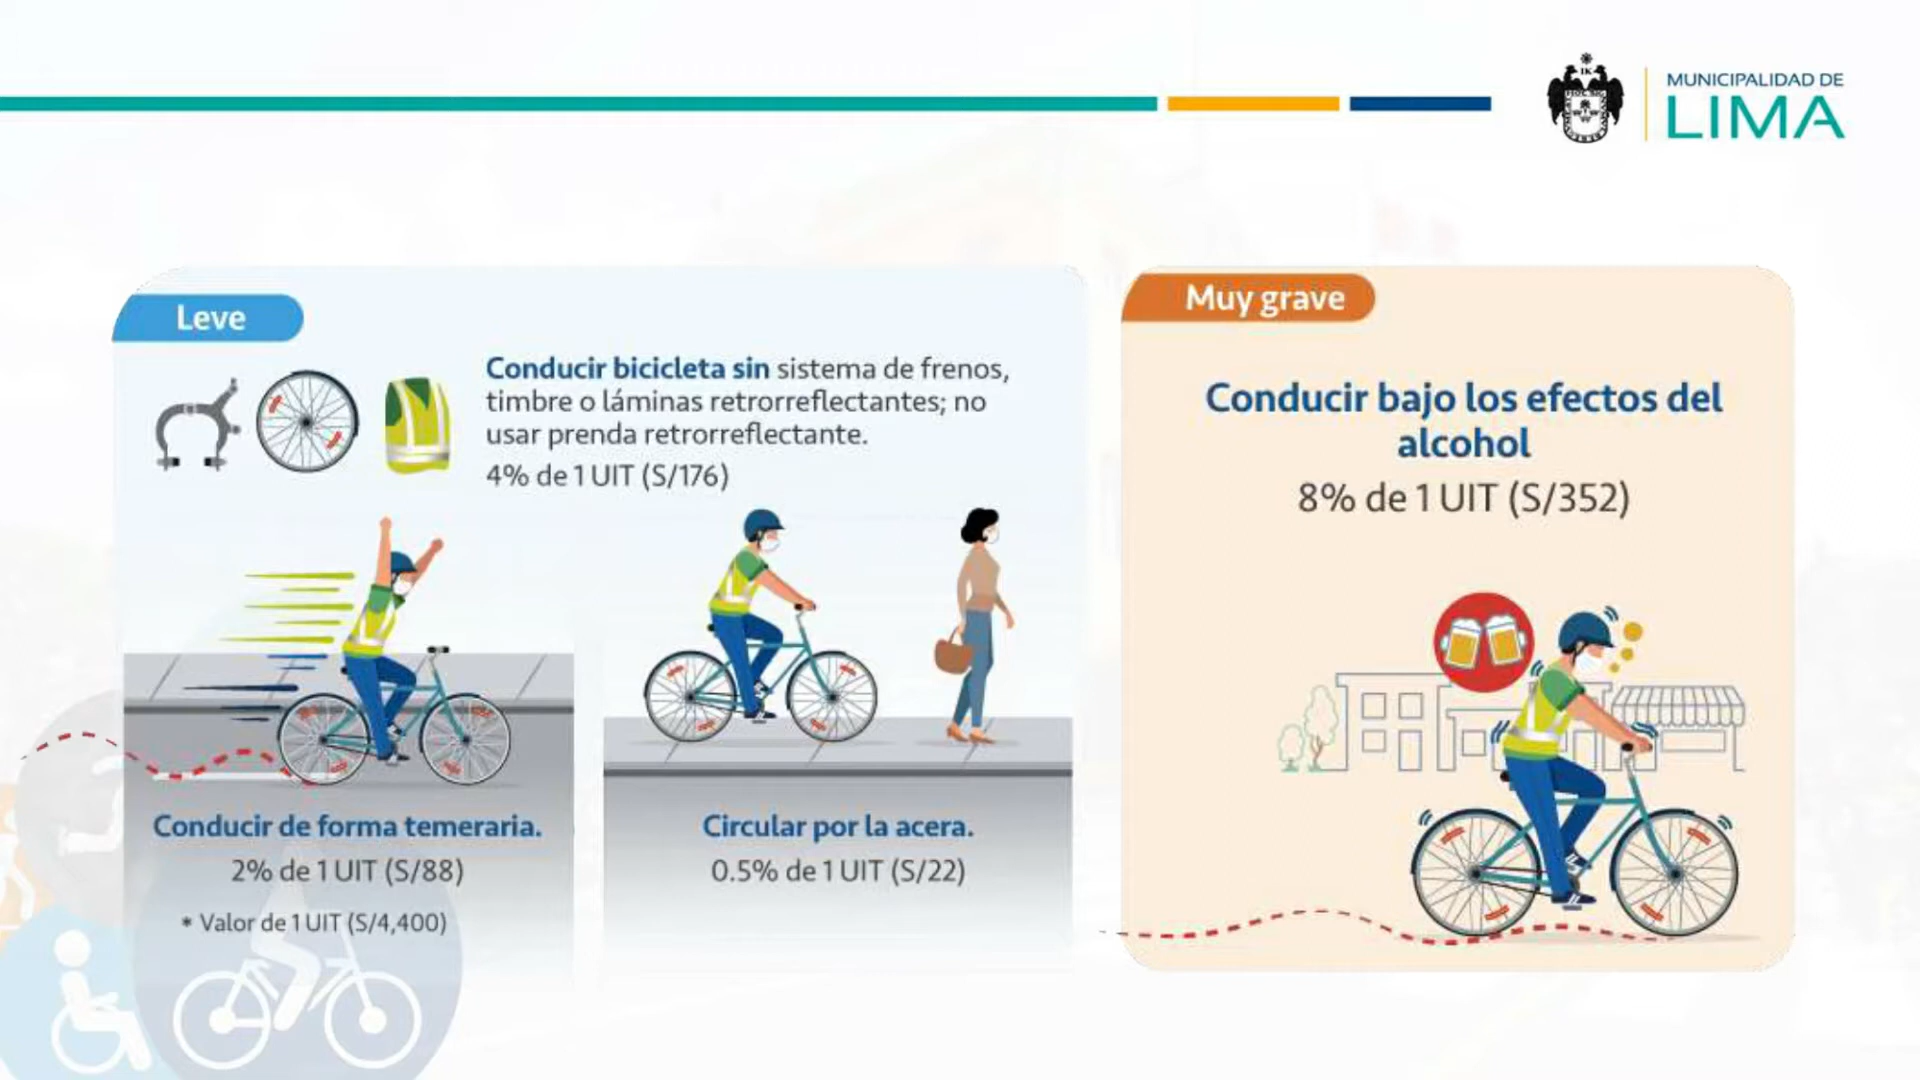 MUNICIPALIDAD DE
LIMA
Leve
Conducir bicicleta sin sistema de frenos,
timbre o láminas retrorreflectantes; no
usar prenda retrorreflectante.
4% de 1 UIT (S/176)
Conducir de forma temeraria.
2% de 1 UIT (S/88)
* Valor de 1 UIT (S/4,400)
Circular por la acera.
0.5% de 1 UIT (S/22)
Muy grave
Conducir bajo los efectos del
alcohol
8% de 1 UIT (S/352)